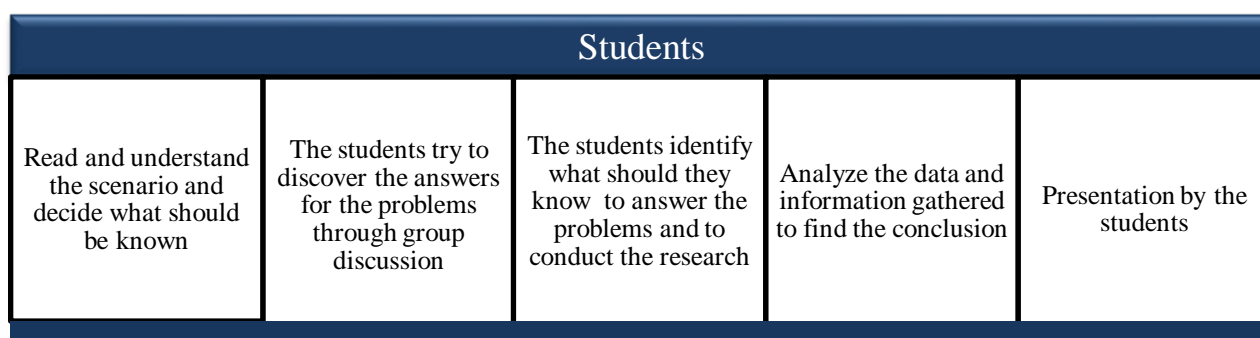 Students
Read and understand
the scenario and
decide what should
be known
The students try to
discover the answers
for the problems
through group
discussion
The students identify
what should they
know to answer the
problems and to
conduct the research
Analyze the data and
information gathered
to find the conclusion
Presentation by the
students